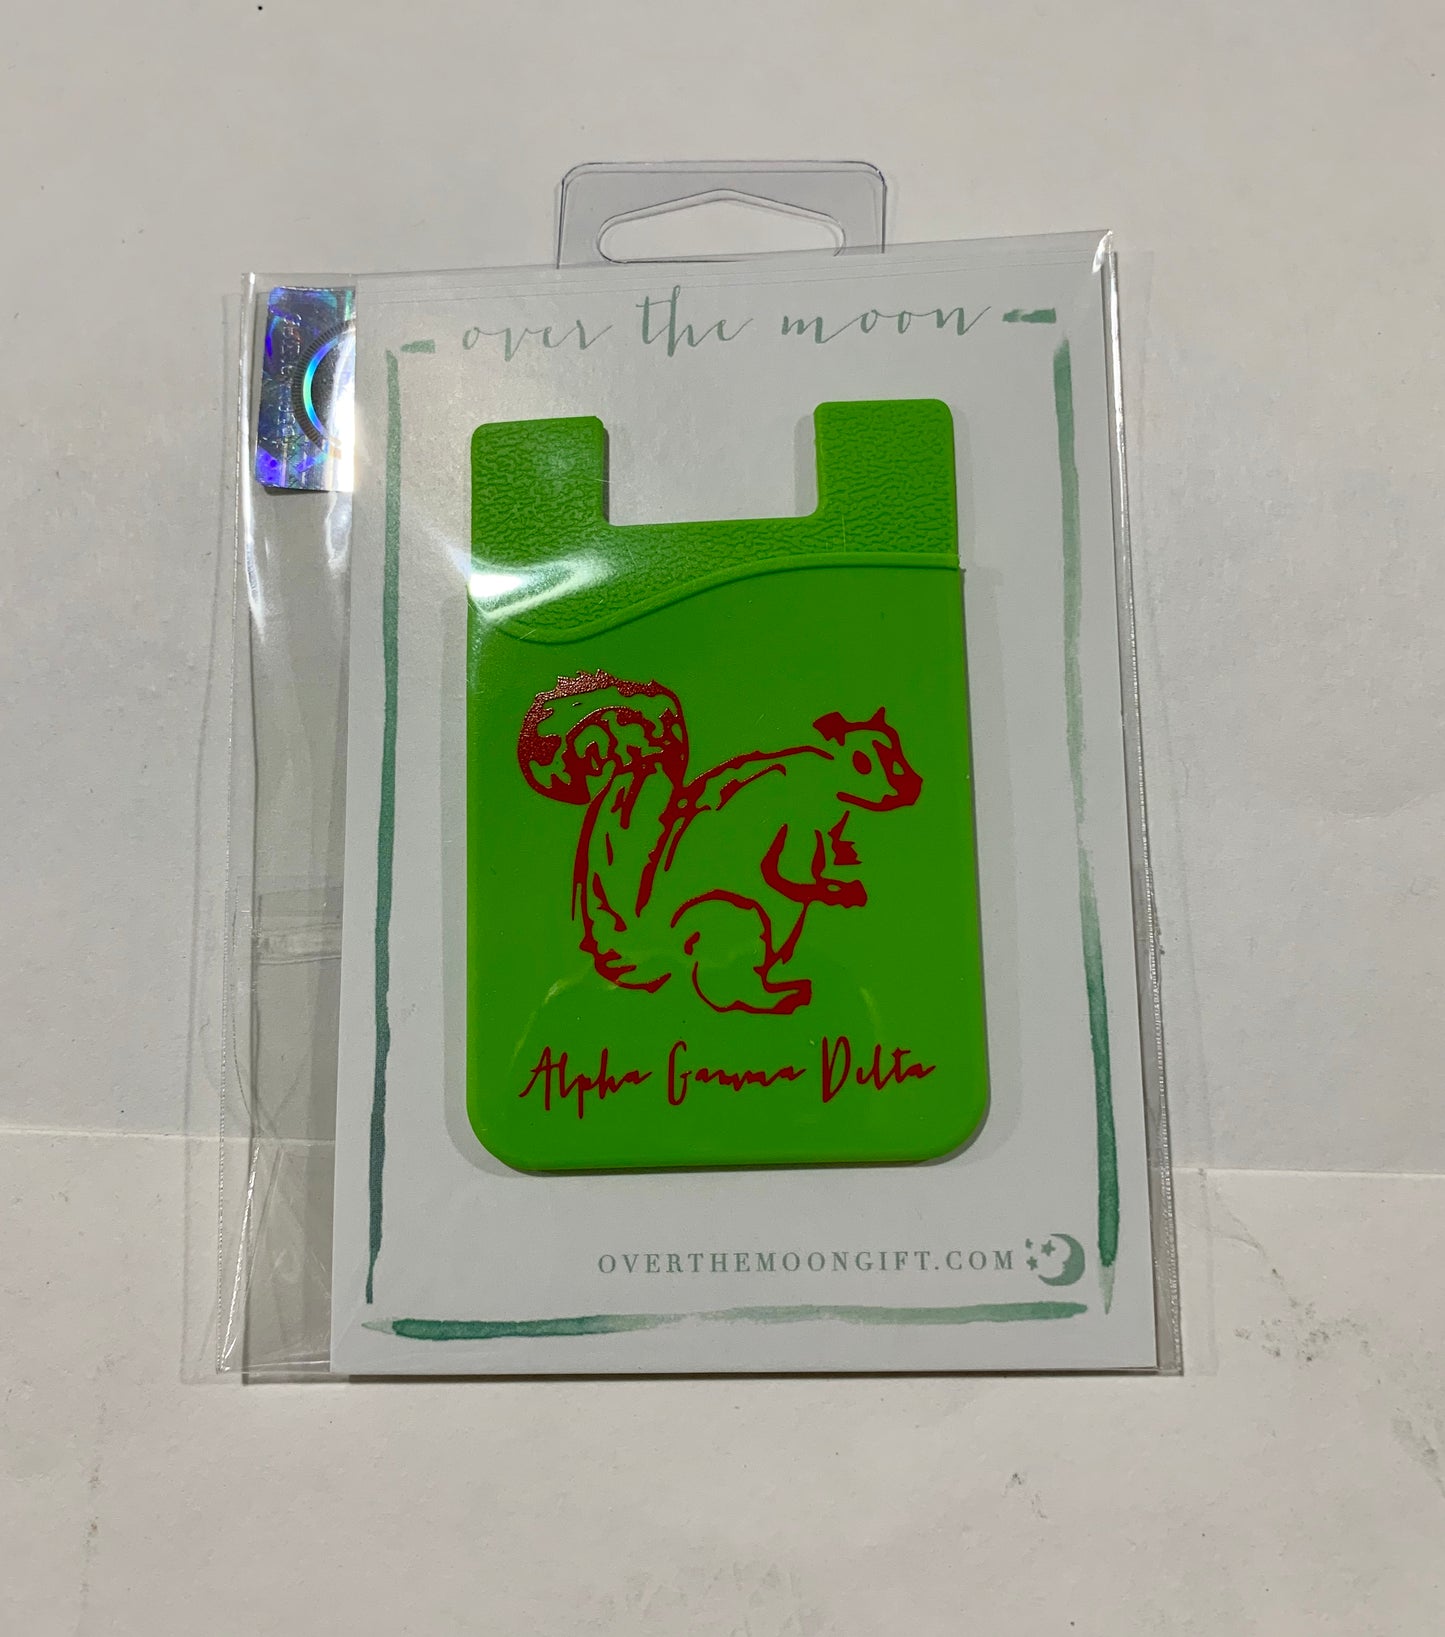 over the moon
Alpha Gamma Delta
OVERTHEMOONGIFT.COM